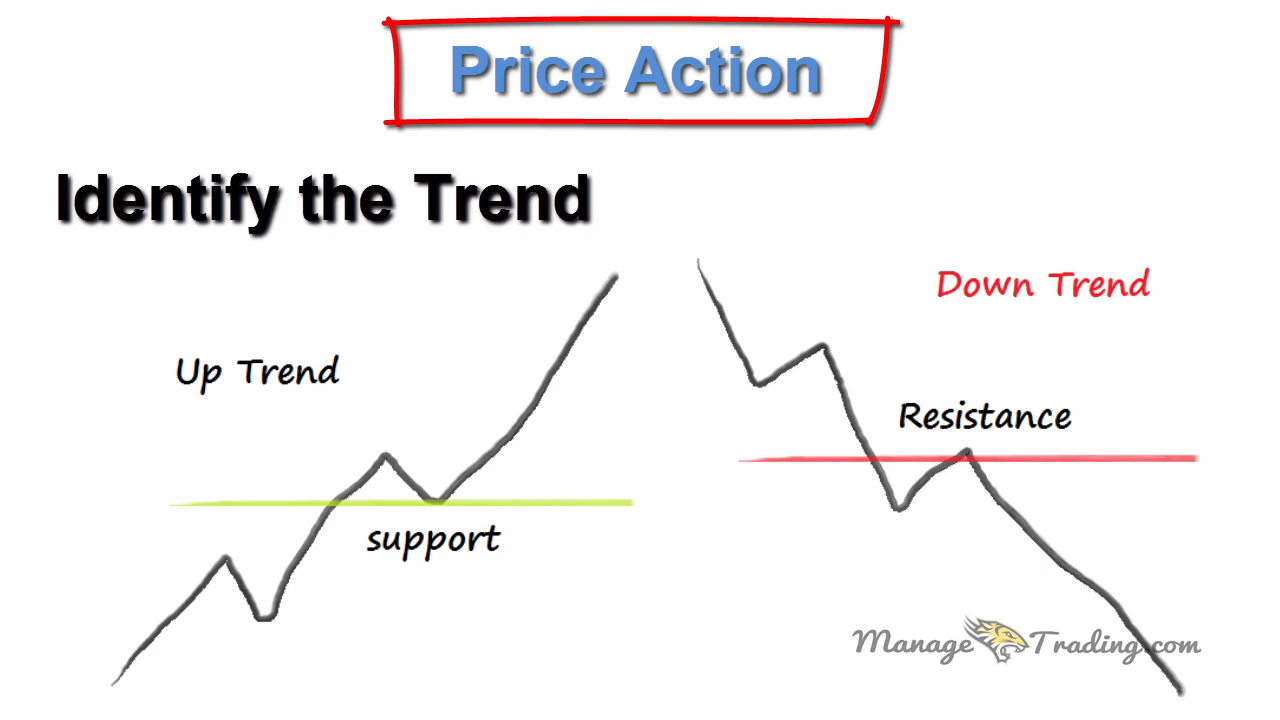 Price Action
Identify the Trend
Down Trend
Up Trend
Resistance
support
ManageTrading.com